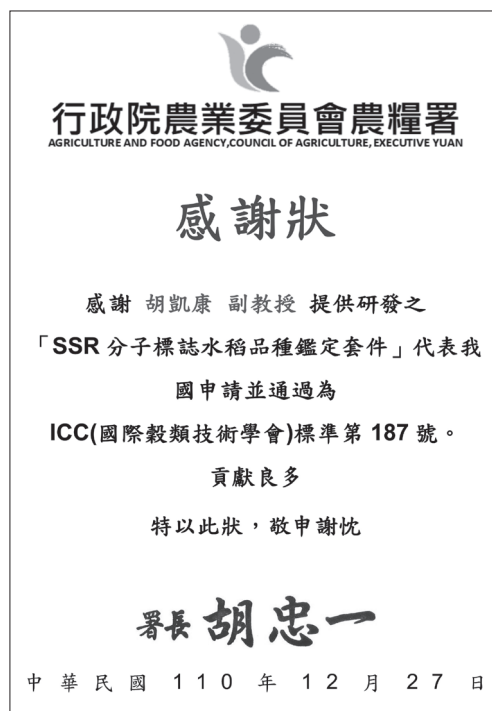 行政院農業委員會農糧署
AGRICULTURE AND FOOD AGENCY,COUNCIL OF AGRICULTURE, EXECUTIVE YUAN
感謝狀
感謝 胡凱康 副教授 提供研發之
「SSR 分子標誌水稻品種鑑定套件」代表我
國申請並通過為
ICC(國際穀類技術學會)標準第 187 號。
貢獻良多
特以此狀,敬申謝忱
署長 胡忠一
中華民國 110 年 12 月 27 日